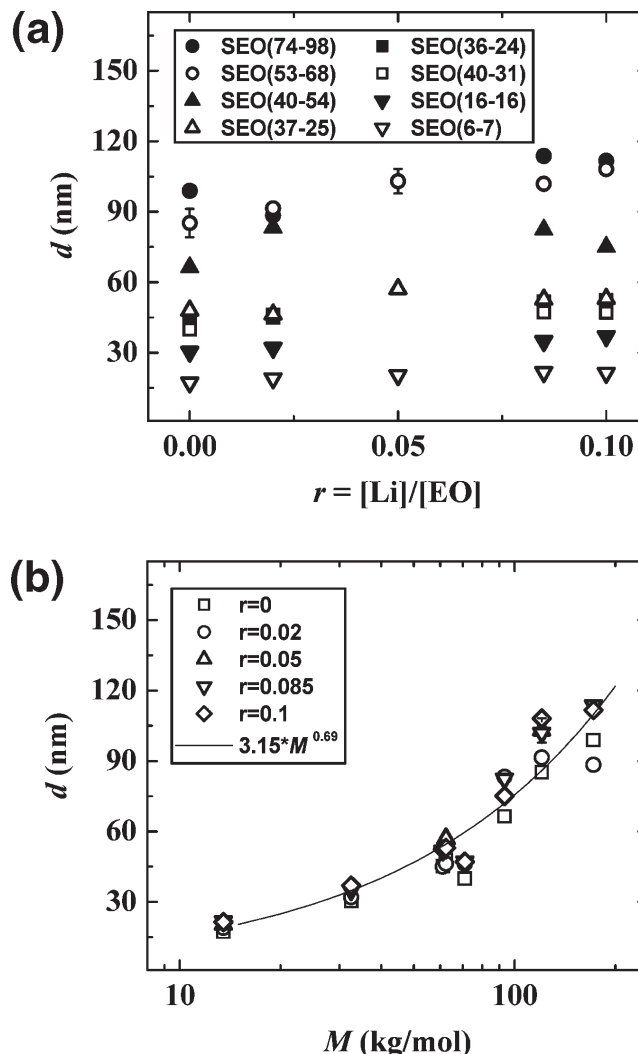 (a)
SEO(74-98) SEO(36-24)
SEO(53-68) SEO(40-31)
SEO(40-54) SEO(16-16)
SEO(37-25) SEO(6-7)
150
120
90
60
30
d (nm)
0.00 0.05 0.10
r = [Li]/[EO]
(b)
r=0
r=0.02
r=0.05
r=0.085
r=0.1
3.15*M^0.69
150
120
90
60
30
d (nm)
10 100
M (kg/mol)